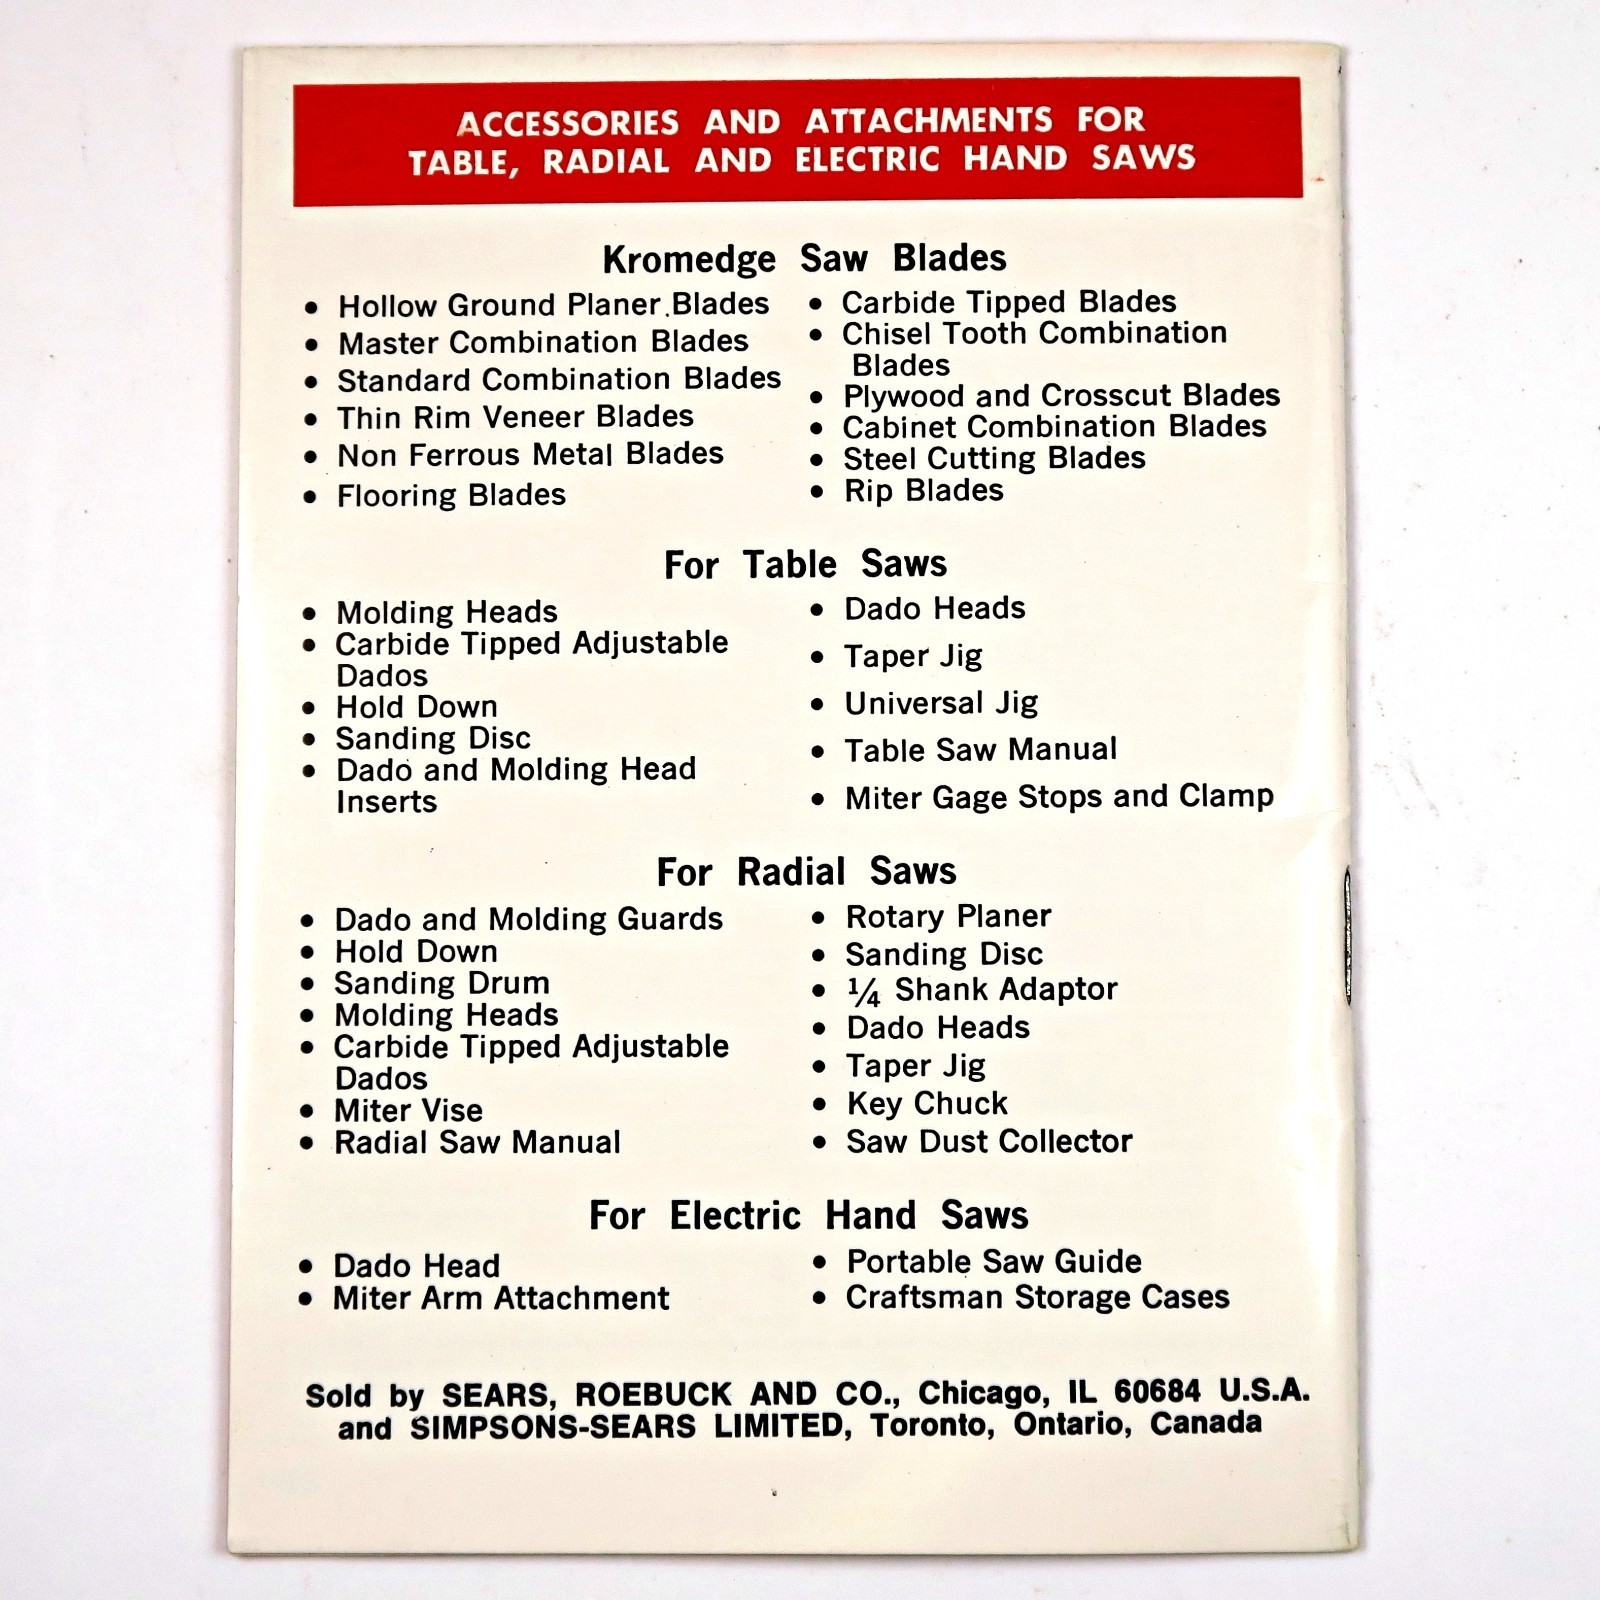 ACCESSORIES AND ATTACHMENTS FOR
TABLE, RADIAL AND ELECTRIC HAND SAWS
Kromedge Saw Blades
• Hollow Ground Planer Blades
• Master Combination Blades
• Standard Combination Blades
• Thin Rim Veneer Blades
• Non Ferrous Metal Blades
• Flooring Blades
• Carbide Tipped Blades
• Chisel Tooth Combination
Blades
• Plywood and Crosscut Blades
• Cabinet Combination Blades
• Steel Cutting Blades
• Rip Blades
For Table Saws
• Molding Heads
• Carbide Tipped Adjustable
Dados
• Hold Down
• Sanding Disc
• Dado and Molding Head
Inserts
• Dado Heads
• Taper Jig
• Universal Jig
• Table Saw Manual
• Miter Gage Stops and Clamp
For Radial Saws
• Dado and Molding Guards
• Hold Down
• Sanding Drum
• Molding Heads
• Carbide Tipped Adjustable
Dados
• Miter Vise
• Radial Saw Manual
• Rotary Planer
• Sanding Disc
• 1/4 Shank Adaptor
• Dado Heads
• Taper Jig
• Key Chuck
• Saw Dust Collector
For Electric Hand Saws
• Dado Head
• Miter Arm Attachment
• Portable Saw Guide
• Craftsman Storage Cases
Sold by SEARS, ROEBUCK AND CO., Chicago, IL 60684 U.S.A.
and SIMPSONS-SEARS LIMITED, Toronto, Ontario, Canada